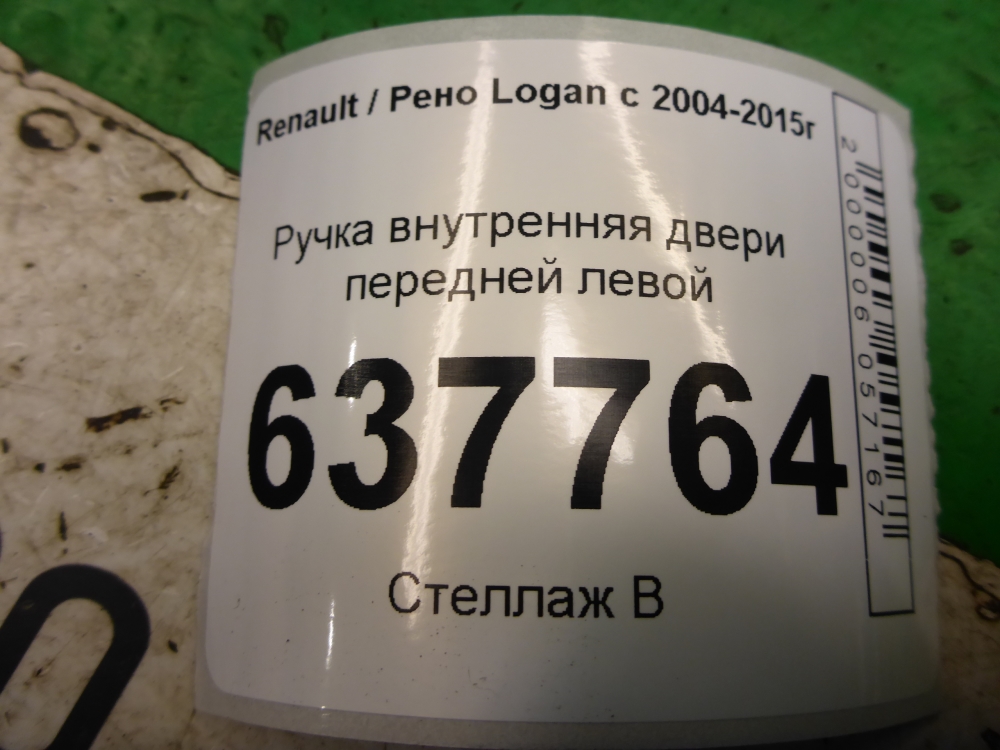 Renault / Рено Logan с 2004-2015г
Ручка внутренняя двери
передней левой
637764
Стеллаж В
2000006057167